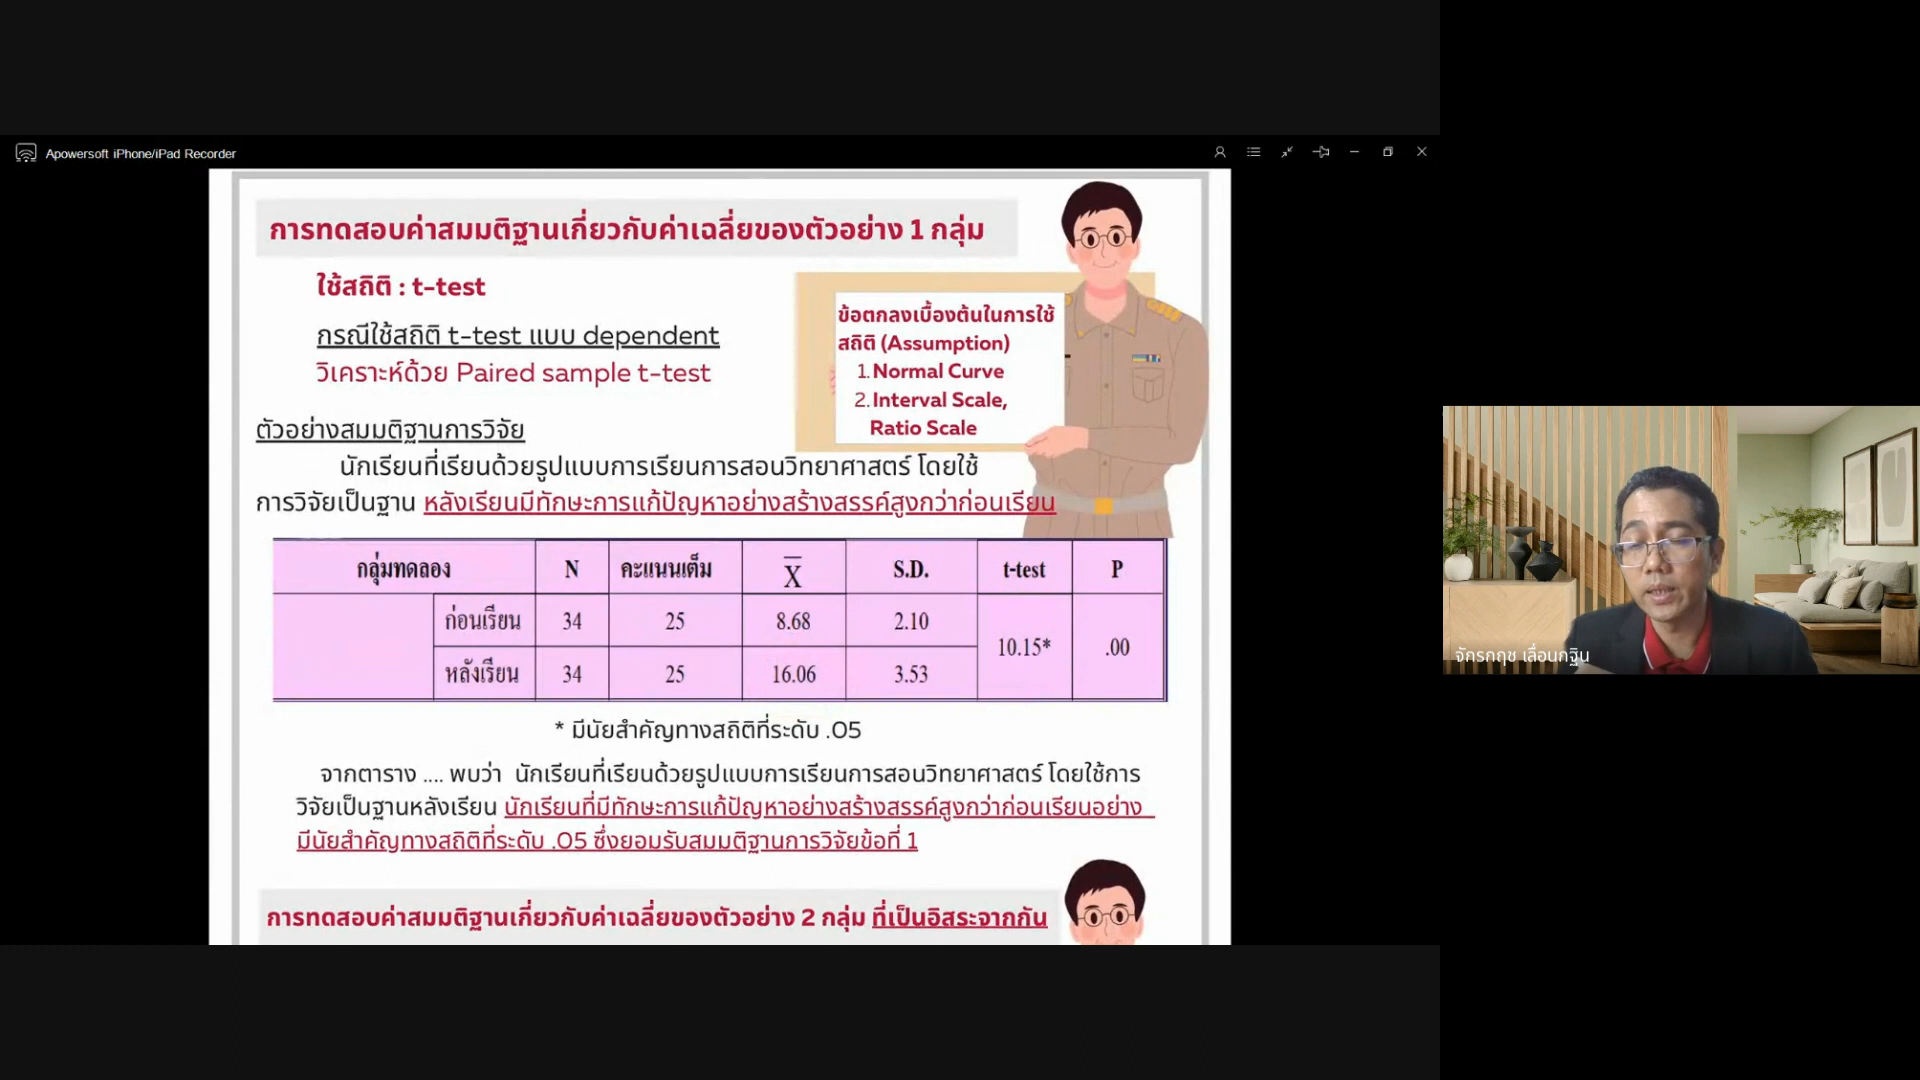 Apowersoft iPhone/iPad Recorder
การทดสอบค่าสมมติฐานเกี่ยวกับค่าเฉลี่ยของตัวอย่าง 1 กลุ่ม
ใช้สถิติ : t-test
กรณีใช้สถิติ t-test แบบ dependent
วิเคราะห์ด้วย Paired sample t-test
ข้อตกลงเบื้องต้นในการใช้
สถิติ (Assumption)
1. Normal Curve
2. Interval Scale,
Ratio Scale
ตัวอย่างสมมติฐานการวิจัย
นักเรียนที่เรียนด้วยรูปแบบการเรียนการสอนวิทยาศาสตร์ โดยใช้
การวิจัยเป็นฐาน หลังเรียนมีทักษะการแก้ปัญหาอย่างสร้างสรรค์สูงกว่าก่อนเรียน
กลุ่มทดลอง N คะแนนเต็ม X̄ S.D. t-test P
ก่อนเรียน 34 25 8.68 2.10 10.15* .00
หลังเรียน 34 25 16.06 3.53
* มีนัยสำคัญทางสถิติที่ระดับ .05
จากตาราง .... พบว่า นักเรียนที่เรียนด้วยรูปแบบการเรียนการสอนวิทยาศาสตร์ โดยใช้การ
วิจัยเป็นฐานหลังเรียน นักเรียนที่มีทักษะการแก้ปัญหาอย่างสร้างสรรค์สูงกว่าก่อนเรียนอย่าง
มีนัยสำคัญทางสถิติที่ระดับ .05 ซึ่งยอมรับสมมติฐานการวิจัยข้อที่ 1
การทดสอบค่าสมมติฐานเกี่ยวกับค่าเฉลี่ยของตัวอย่าง 2 กลุ่ม ที่เป็นอิสระจากกัน
จักรกฤช เลื่อนกฐิน